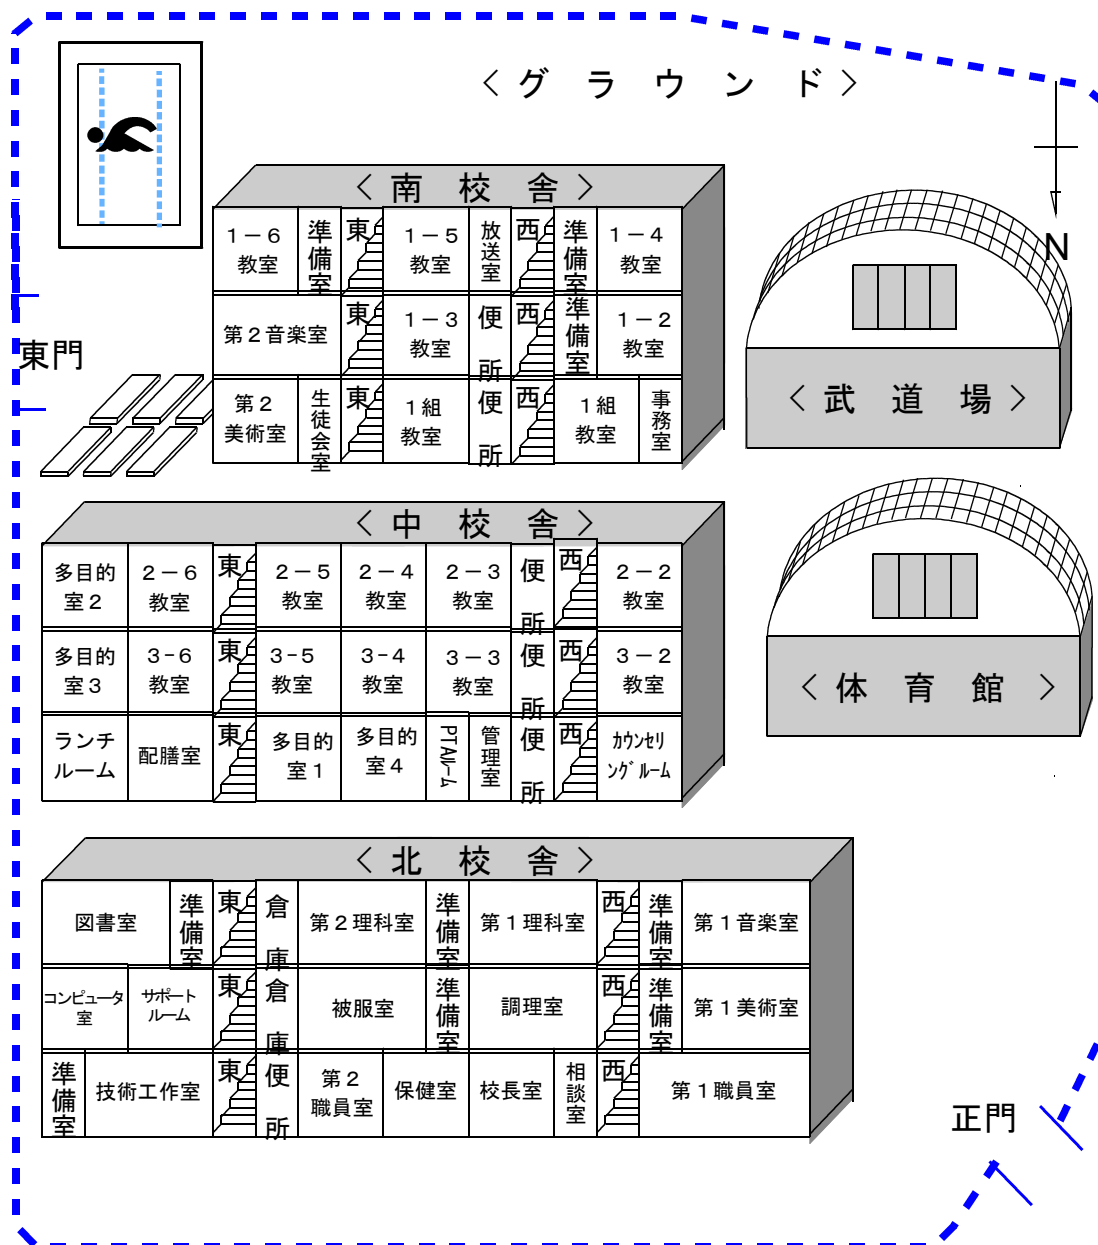 ＜グラウンド＞
N
＜南校舎＞
１－６
教室
準備室
東
１－５
教室
放送室
西
準備室
１－４
教室
第２音楽室
東
１－３
教室
便所
西
準備室
１－２
教室
東門
第２
美術室
生徒会室
東
１組
教室
便所
西
１組
教室
事務室
＜武道場＞
＜中校舎＞
多目的
室２
２－６
教室
東
２－５
教室
２－４
教室
２－３
教室
便所
西
２－２
教室
多目的
室３
３-６
教室
東
３-５
教室
３-４
教室
３－３
教室
便所
西
３－２
教室
＜体育館＞
ランチ
ルーム
配膳室
東
多目的
室１
多目的
室４
PTAルーム
管理室
便所
西
ｶｳﾝｾﾘ
ﾝｸﾞﾙｰﾑ
＜北校舎＞
図書室
準備室
東
倉庫
第２理科室
準備室
第１理科室
西
準備室
第１音楽室
コンピュータ
室
サポート
ルーム
東
倉庫
被服室
準備室
調理室
西
準備室
第１美術室
準備室
技術工作室
東
便所
第２
職員室
保健室
校長室
相談室
西
第１職員室
正門